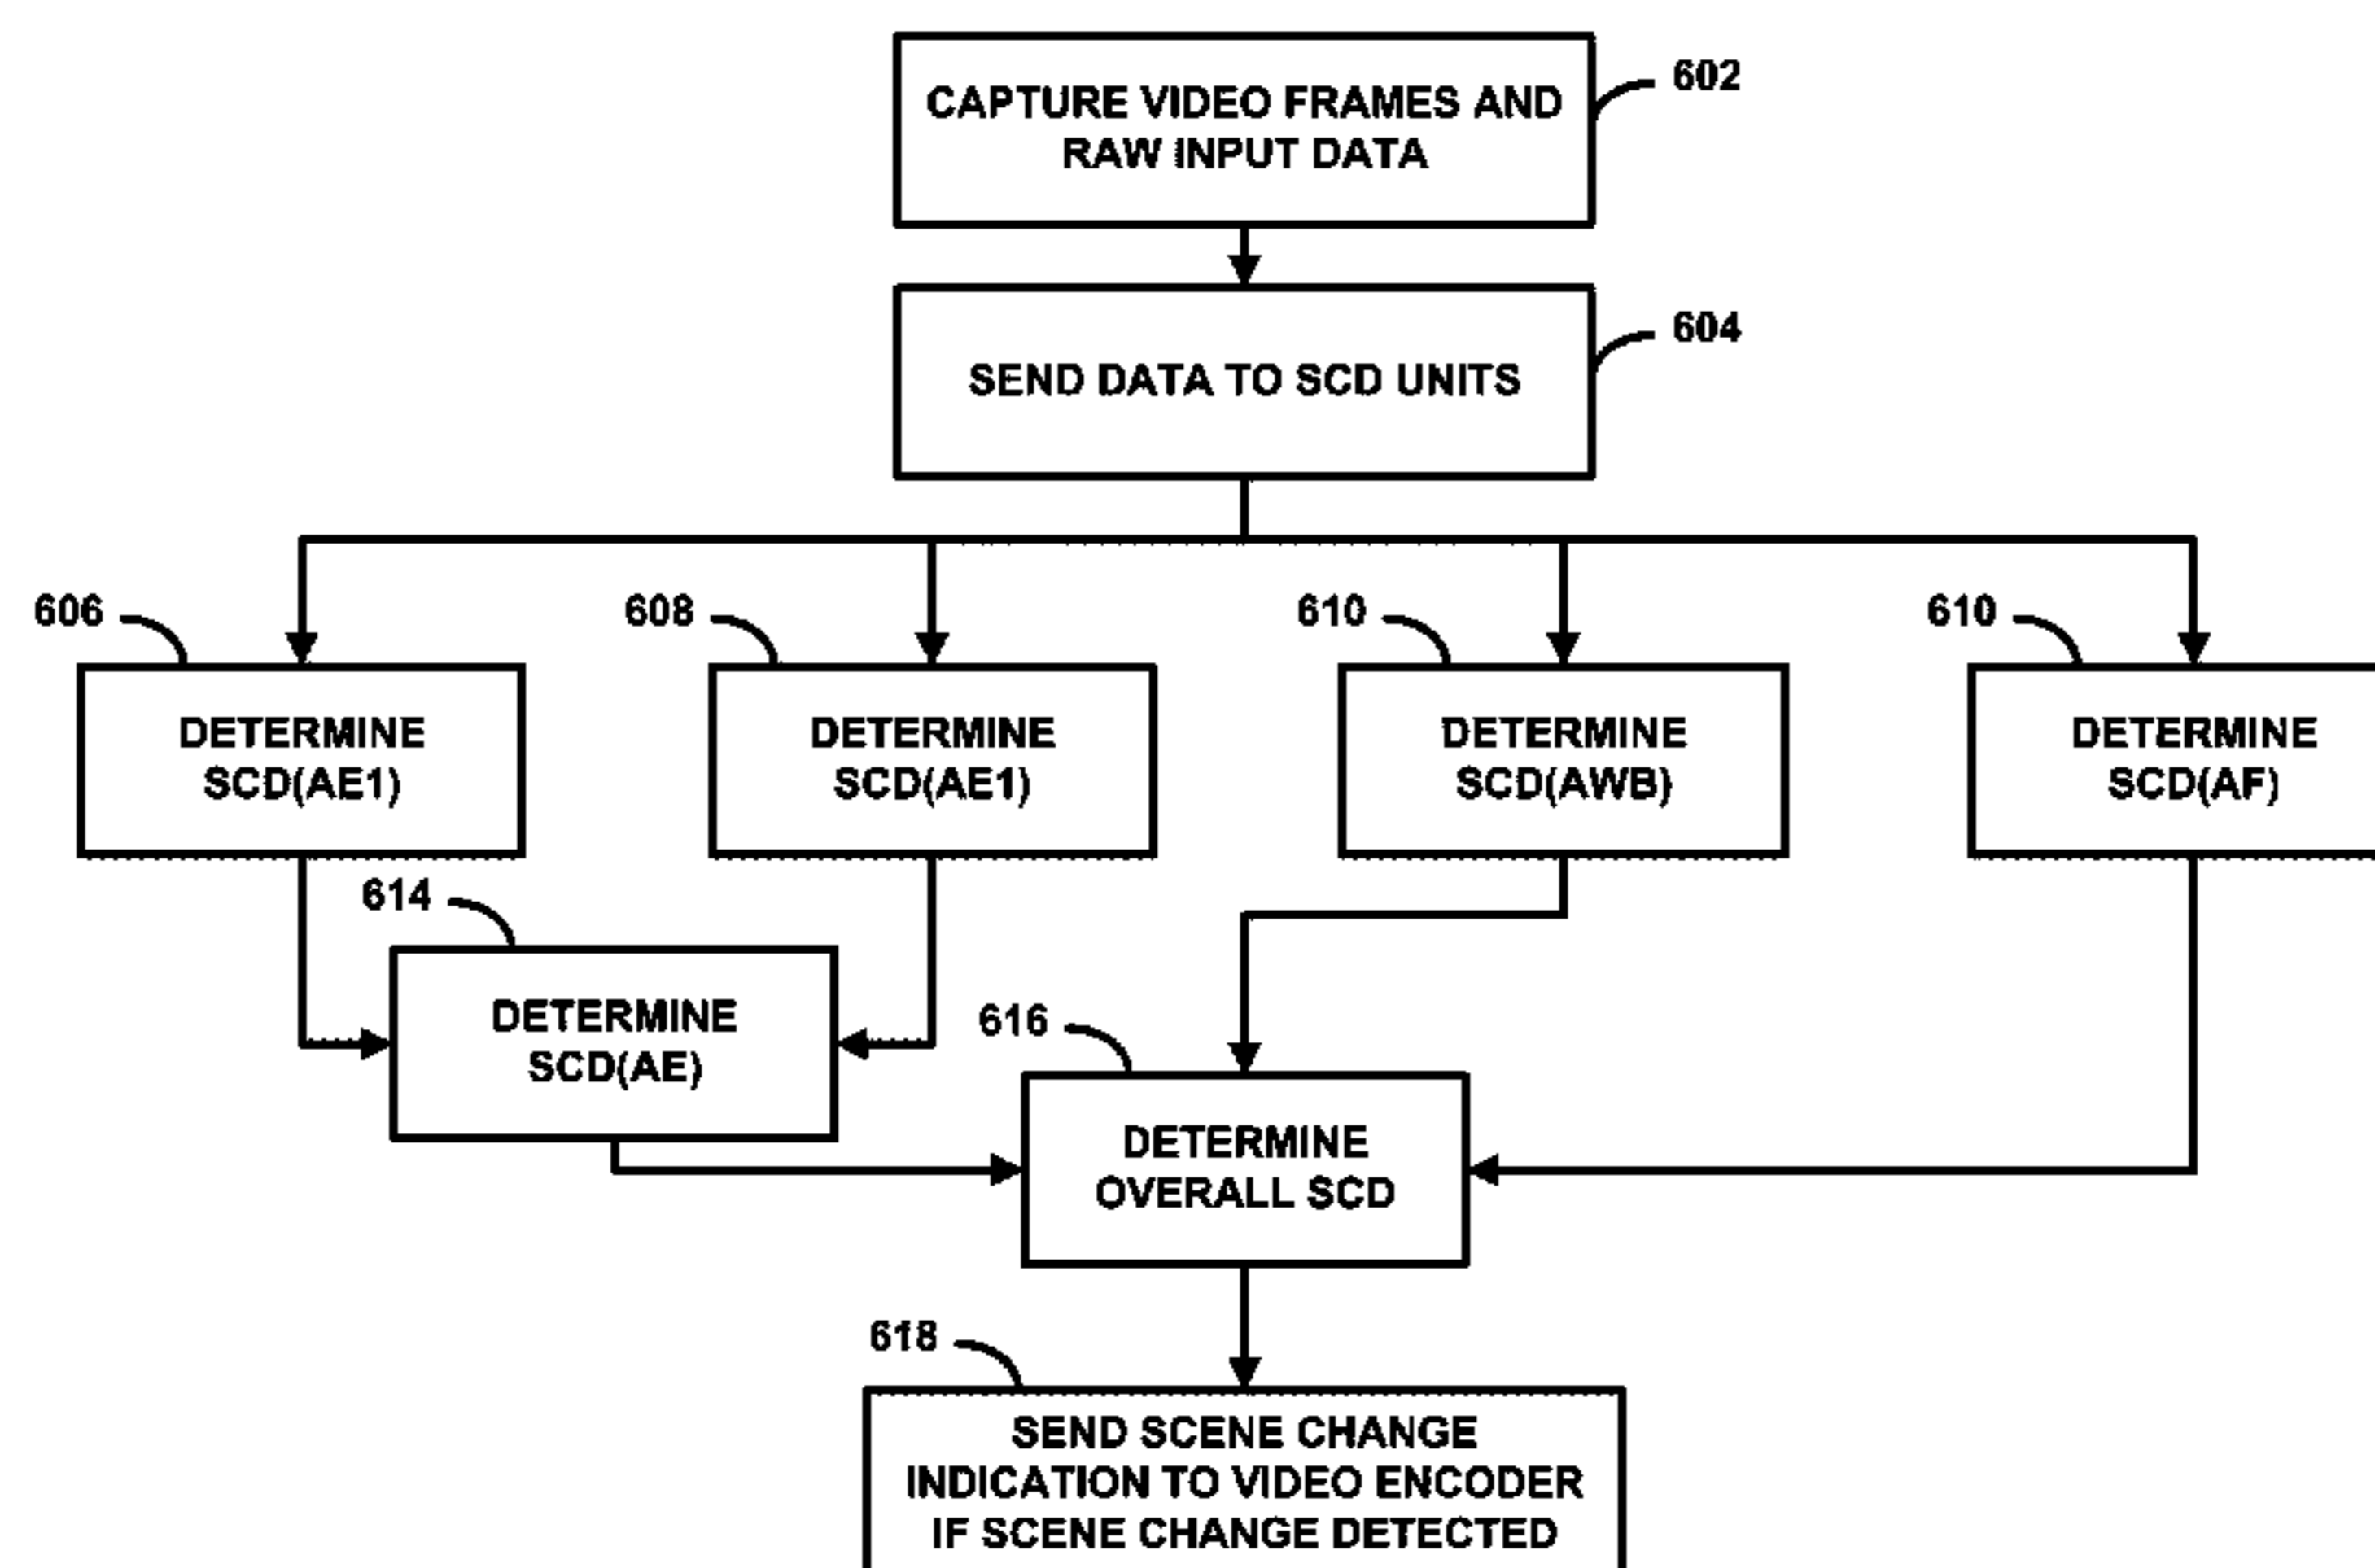 CAPTURE VIDEO FRAMES AND
RAW INPUT DATA
602
SEND DATA TO SCD UNITS
604
606
608
610
610
DETERMINE
SCD(AE1)
DETERMINE
SCD(AE1)
DETERMINE
SCD(AWB)
DETERMINE
SCD(AF)
614
DETERMINE
SCD(AE)
616
DETERMINE
OVERALL SCD
618
SEND SCENE CHANGE
INDICATION TO VIDEO ENCODER
IF SCENE CHANGE DETECTED